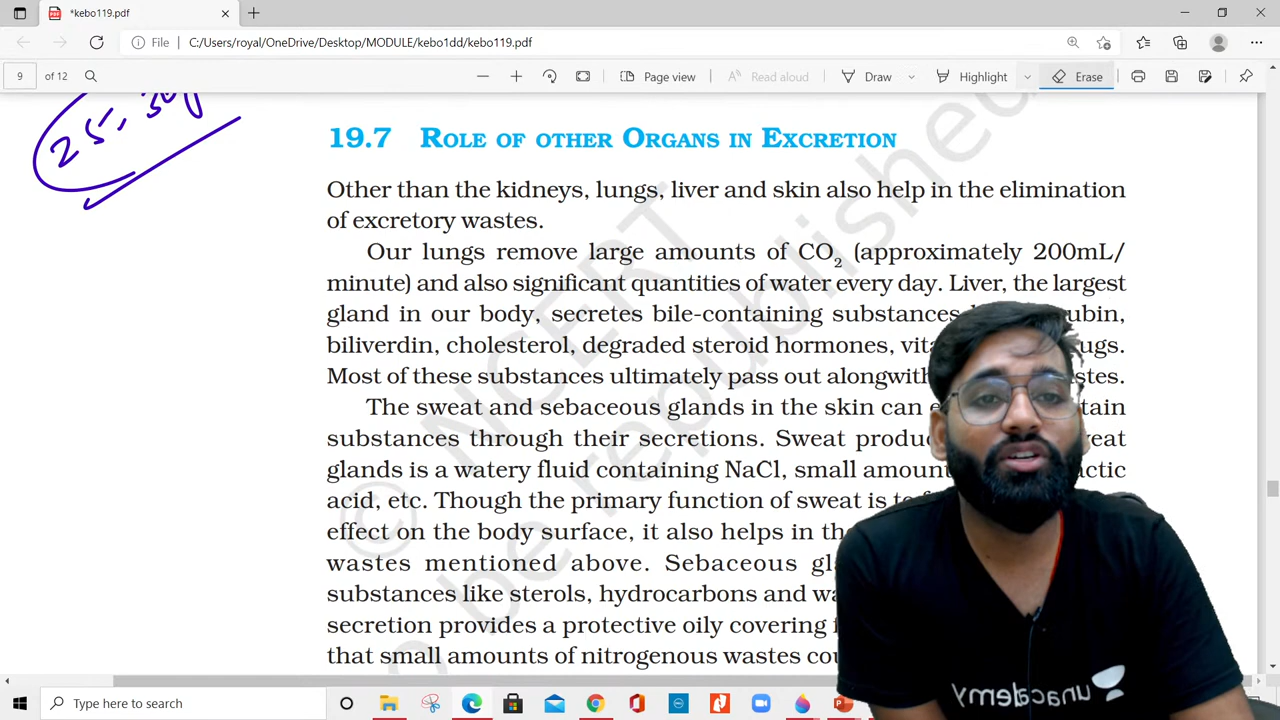 *kebo119.pdf
File
C:/Users/royal/OneDrive/Desktop/MODULE/kebo1dd/kebo119.pdf
9
of 12
Page view
Read aloud
Draw
Highlight
Erase
25.
19.7 ROLE OF OTHER ORGANS IN EXCRETION
Other than the kidneys, lungs, liver and skin also help in the elimination
of excretory wastes.
Our lungs remove large amounts of CO2 (approximately 200mL/
minute) and also significant quantities of water every day. Liver, the largest
gland in our body, secretes bile-containing substances
biliverdin, cholesterol, degraded steroid hormones,
Most of these substances ultimately pass out alongwith
The sweat and sebaceous glands in the skin can
substances through their secretions. Sweat
glands is a watery fluid containing NaCl, small
acid, etc. Though the primary function of sweat is to
effect on the body surface, it also helps in
wastes mentioned above. Sebaceous
substances like sterols, hydrocarbons and
secretion provides a protective oily covering
that small amounts of nitrogenous wastes
© NCERT
be republished
unacademy
Type here to search